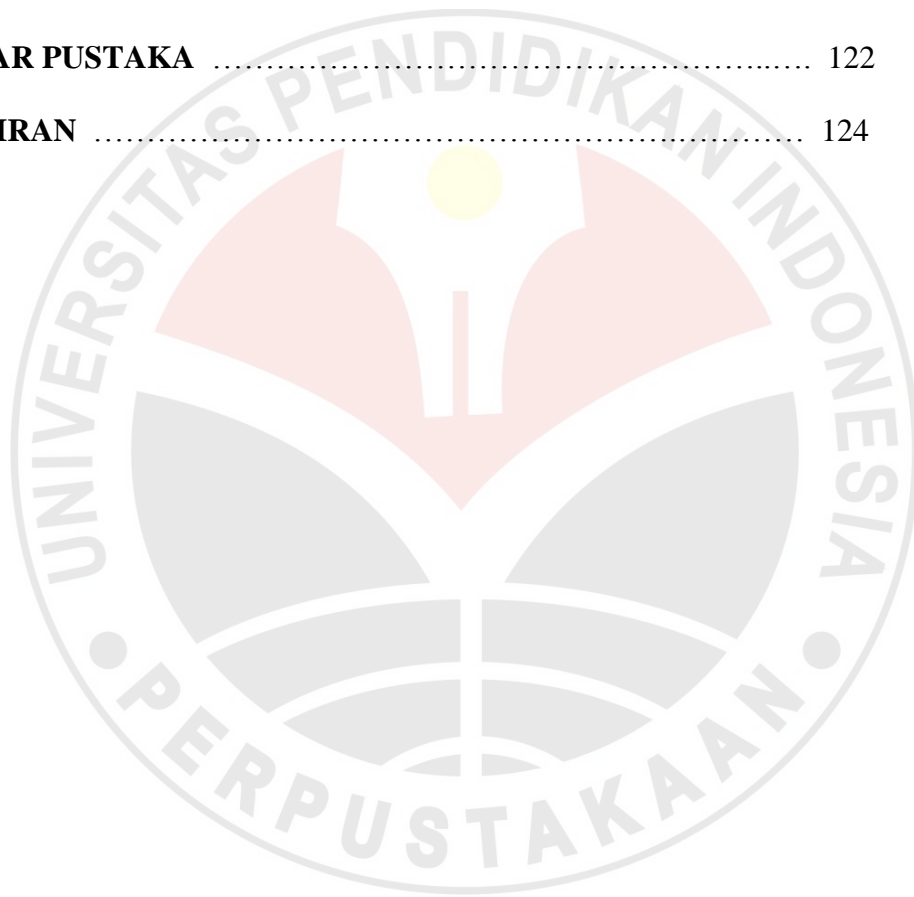 AR PUSTAKA ……………………………………………..…. 122
IRAN ……………………………………………………… 124
UNIVERSITAS PENDIDIKAN INDONESIA
PERPUSTAKAAN